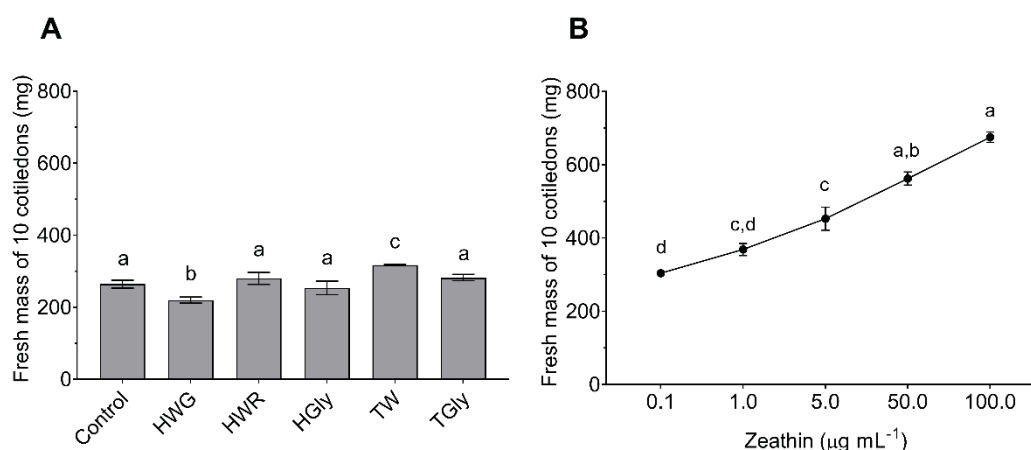 A
Fresh mass of 10 cotiledons (mg)
800
600
400
200
0
a
b
a
a
c
a
Control
HWG
HWR
HGly
TW
TGly
B
Fresh mass of 10 cotiledons (mg)
800
600
400
200
0
d
c,d
c
a,b
a
0.1 1.0 5.0 50.0 100.0
Zeathin (µg mL⁻¹)